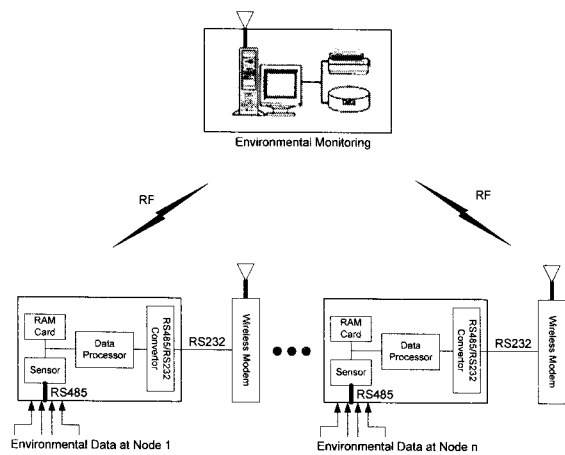 Environmental Monitoring
RF
RF
RAM
Card
Data
Processor
Sensor
RS485/RS232
Convertor
RS485
RS232
Wireless Modem
RAM
Card
Data
Processor
Sensor
RS485/RS232
Convertor
RS485
RS232
Wireless Modem
Environmental Data at Node 1
Environmental Data at Node n